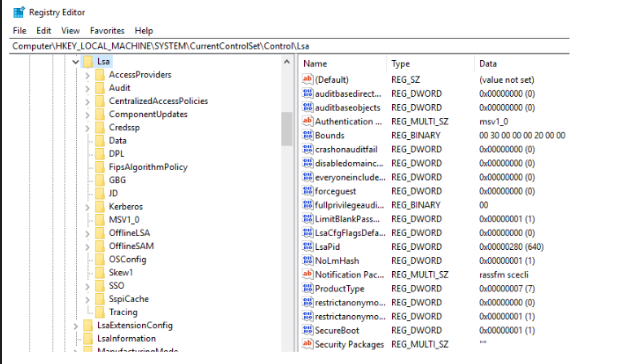 Registry Editor
File Edit View Favorites Help
Computer\HKEY_LOCAL_MACHINE\SYSTEM\CurrentControlSet\Control\Lsa
Lsa
AccessProviders
Audit
CentralizedAccessPolicies
ComponentUpdates
Credssp
Data
DPL
FipsAlgorithmPolicy
GBG
JD
Kerberos
MSV1_0
OfflineLSA
OfflineSAM
OSConfig
Skew1
SSO
SspiCache
Tracing
LsaExtensionConfig
LsaInformation
ManufacturingMode
Name Type Data
(Default) REG_SZ (value not set)
auditbasedirect... REG_DWORD 0x00000000 (0)
auditbaseobjects REG_DWORD 0x00000000 (0)
Authentication ... REG_MULTI_SZ msv1_0
Bounds REG_BINARY 00 30 00 00 00 20 00 00
crashonauditfail REG_DWORD 0x00000000 (0)
disabledomainc... REG_DWORD 0x00000000 (0)
everyoneinclude... REG_DWORD 0x00000000 (0)
forceguest REG_DWORD 0x00000000 (0)
fullprivilegeaudi... REG_BINARY 00
LimitBlankPass... REG_DWORD 0x00000001 (1)
LsaCfgFlagsDefa... REG_DWORD 0x00000000 (0)
LsaPid REG_DWORD 0x00000280 (640)
NoLmHash REG_DWORD 0x00000001 (1)
Notification Pac... REG_MULTI_SZ rassfm scecli
ProductType REG_DWORD 0x00000007 (7)
restrictanonymo... REG_DWORD 0x00000000 (0)
restrictanonymo... REG_DWORD 0x00000001 (1)
SecureBoot REG_DWORD 0x00000001 (1)
Security Packages REG_MULTI_SZ ""